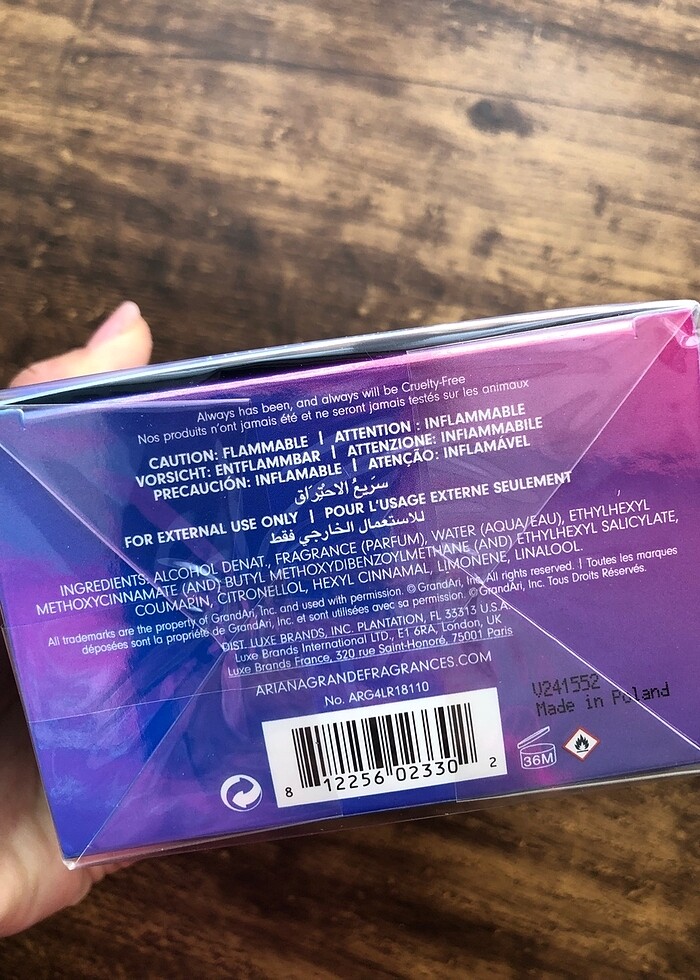 Always has been, and always will be Cruelty-Free
Nos produits n'ont jamais été et ne seront jamais testés sur les animaux
CAUTION: FLAMMABLE | ATTENTION : INFLAMMABLE
VORSICHT: ENTFLAMMBAR | ATTENZIONE: INFIAMMABILE
PRECAUCIÓN: INFLAMABLE | ATENÇÃO: INFLAMÁVEL
سَرِيعُ الاحتِراق
FOR EXTERNAL USE ONLY | POUR L'USAGE EXTERNE SEULEMENT
للاستعمال الخارجي فقط
INGREDIENTS: ALCOHOL DENAT., FRAGRANCE (PARFUM), WATER (AQUA/EAU), ETHYLHEXYL
METHOXYCINNAMATE (AND) BUTYL METHOXYDIBENZOYLMETHANE (AND) ETHYLHEXYL SALICYLATE,
COUMARIN, CITRONELLOL, HEXYL CINNAMAL, LIMONENE, LINALOOL.
All trademarks are the property of GrandAri, Inc. and used with permission. © GrandAri, Inc. All rights reserved. | Toutes les marques
déposées sont la propriété de GrandAri, Inc. et sont utilisées avec sa permission. © GrandAri, Inc. Tous Droits Réservés.
DIST. LUXE BRANDS, INC. PLANTATION, FL 33313 U.S.A.
Luxe Brands International LTD., E1 6RA, London, UK
Luxe Brands France, 320 rue Saint-Honoré, 75001 Paris
ARIANAGRANDEFRAGRANCES.COM
No. ARG4LR18110
V241552
Made in Poland
8 12256 02330 2
36M